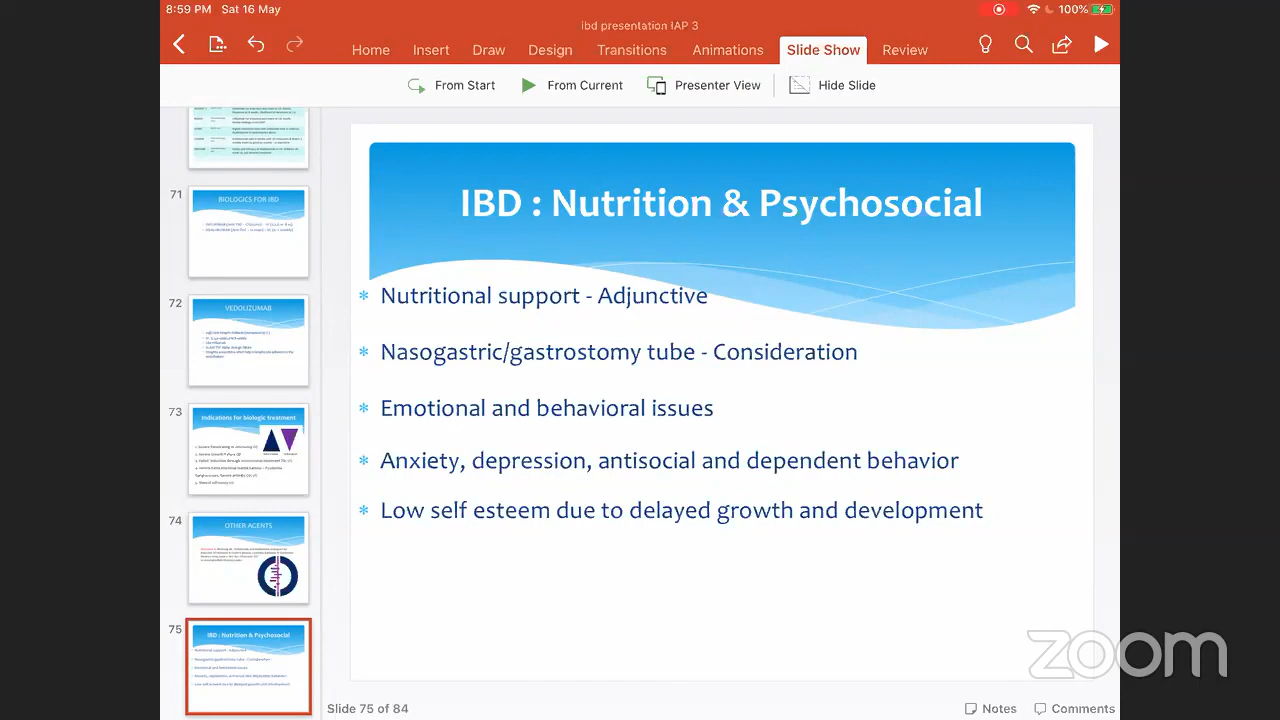 8:59 PM Sat 16 May
100%
ibd presentation IAP 3
Home Insert Draw Design Transitions Animations Slide Show Review
From Start From Current Presenter View Hide Slide
71
BIOLOGICS FOR IBD
72
VEDOLIZUMAB
73
Indications for biologic treatment
74
OTHER AGENTS
75
IBD : Nutrition & Psychosocial
IBD : Nutrition & Psychosocial
* Nutritional support - Adjunctive
* Nasogastric/gastrostomy tube - Consideration
* Emotional and behavioral issues
* Anxiety, depression, antisocial and dependent behavior
* Low self esteem due to delayed growth and development
zoom
Slide 75 of 84
Notes Comments